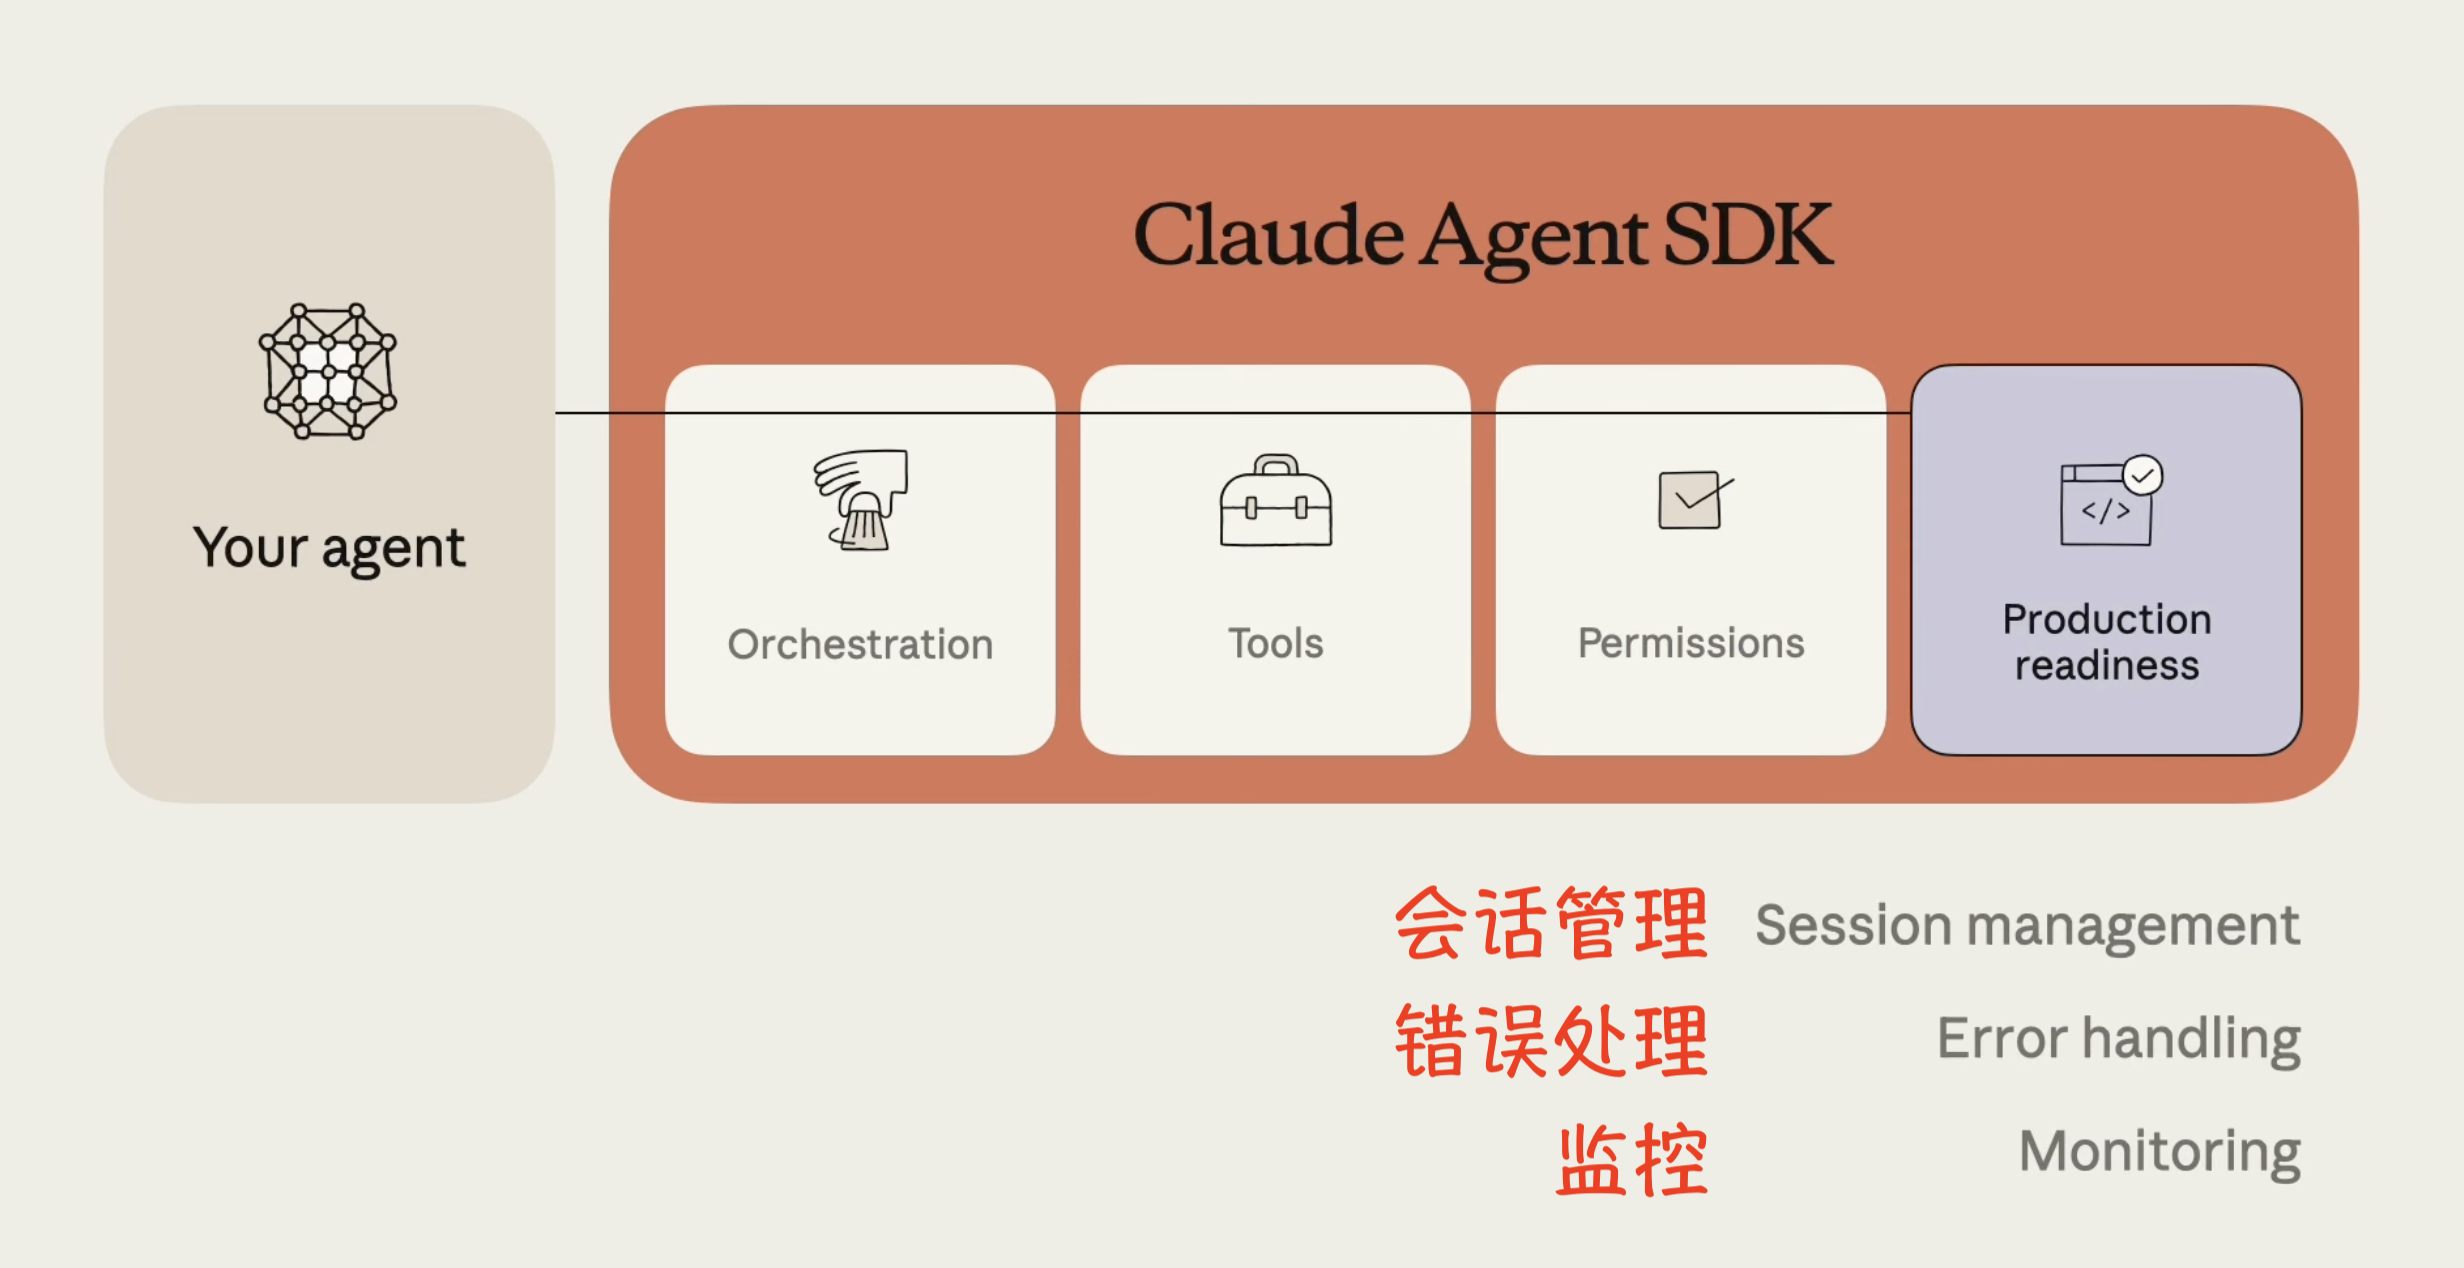 Claude Agent SDK
Your agent
Orchestration
Tools
Permissions
</>
Production
readiness
会话管理 Session management
错误处理 Error handling
监控 Monitoring